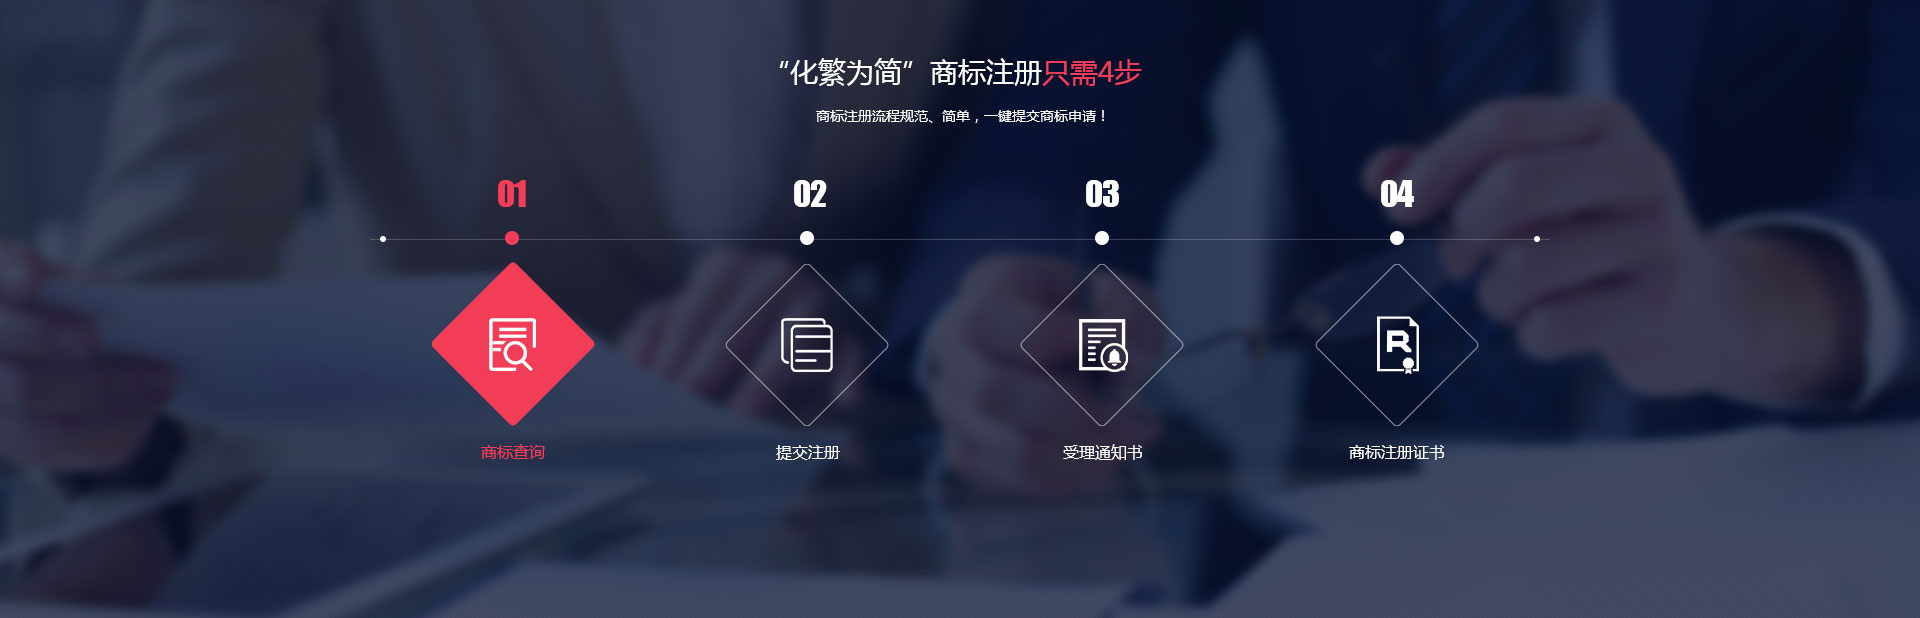 “化繁为简”商标注册只需4步
商标注册流程规范、简单，一键提交商标申请！
01 02 03 04
R
商标查询 提交注册 受理通知书 商标注册证书